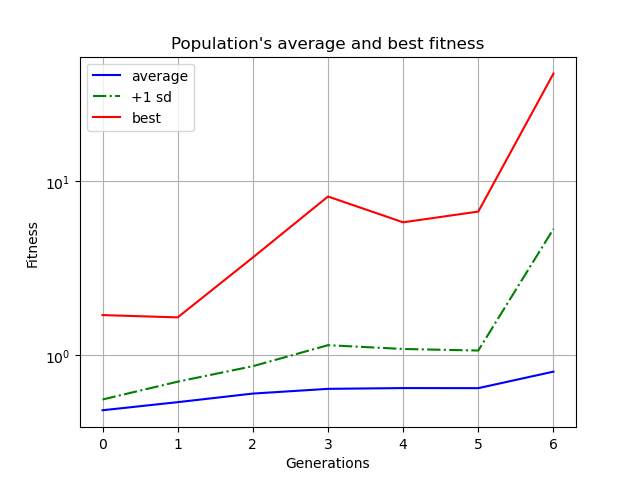 Population's average and best fitness
average
+1 sd
best
10¹
10⁰
Fitness
0 1 2 3 4 5 6
Generations